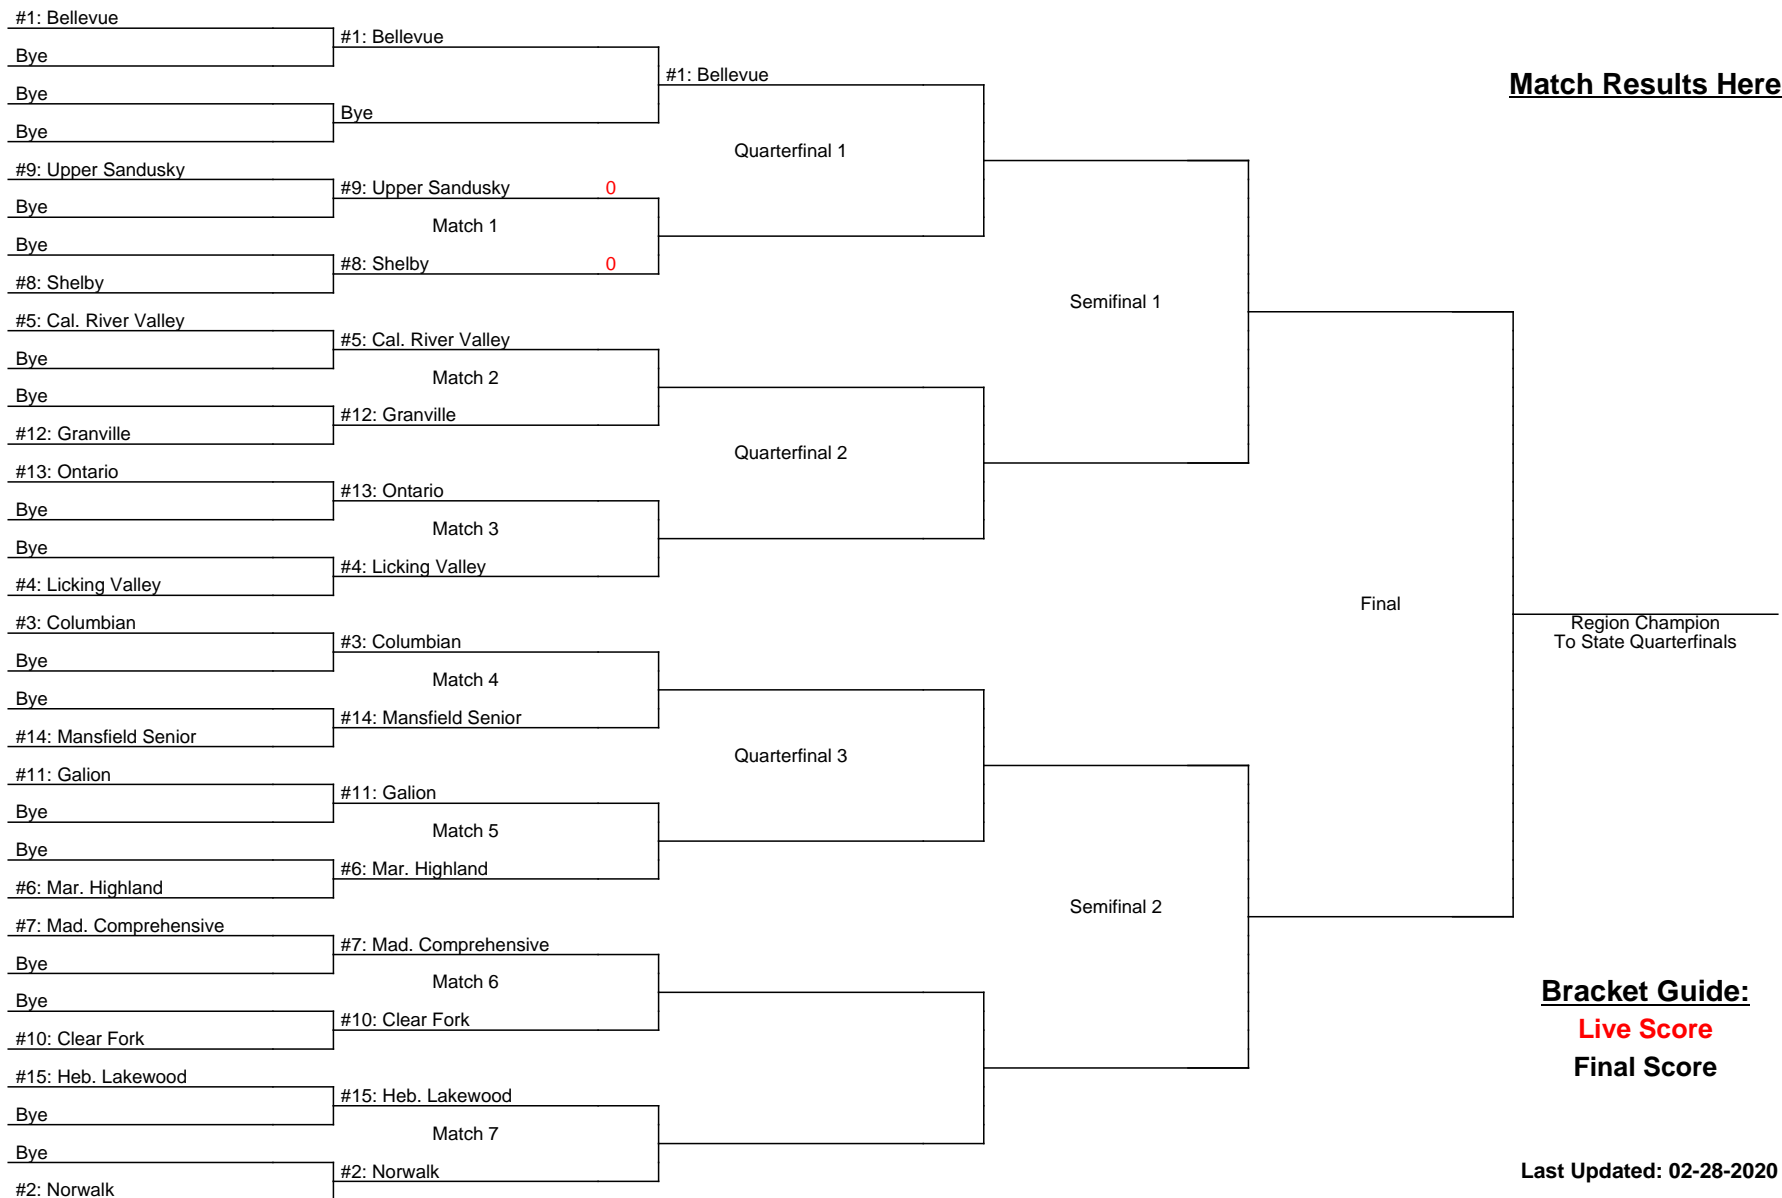 #1: Bellevue
Bye
Bye
Bye
#9: Upper Sandusky
Bye
Bye
#8: Shelby
#5: Cal. River Valley
Bye
Bye
#12: Granville
#13: Ontario
Bye
Bye
#4: Licking Valley
#3: Columbian
Bye
Bye
#14: Mansfield Senior
#11: Galion
Bye
Bye
#6: Mar. Highland
#7: Mad. Comprehensive
Bye
Bye
#10: Clear Fork
#15: Heb. Lakewood
Bye
Bye
#2: Norwalk
#1: Bellevue
Bye
#9: Upper Sandusky 0
Match 1
#8: Shelby 0
#5: Cal. River Valley
Match 2
#12: Granville
#13: Ontario
Match 3
#4: Licking Valley
#3: Columbian
Match 4
#14: Mansfield Senior
#11: Galion
Match 5
#6: Mar. Highland
#7: Mad. Comprehensive
Match 6
#10: Clear Fork
#15: Heb. Lakewood
Match 7
#2: Norwalk
#1: Bellevue
Quarterfinal 1
Quarterfinal 2
Quarterfinal 3
Semifinal 1
Semifinal 2
Final
Match Results Here
Region Champion
To State Quarterfinals
Bracket Guide:
Live Score
Final Score
Last Updated: 02-28-2020